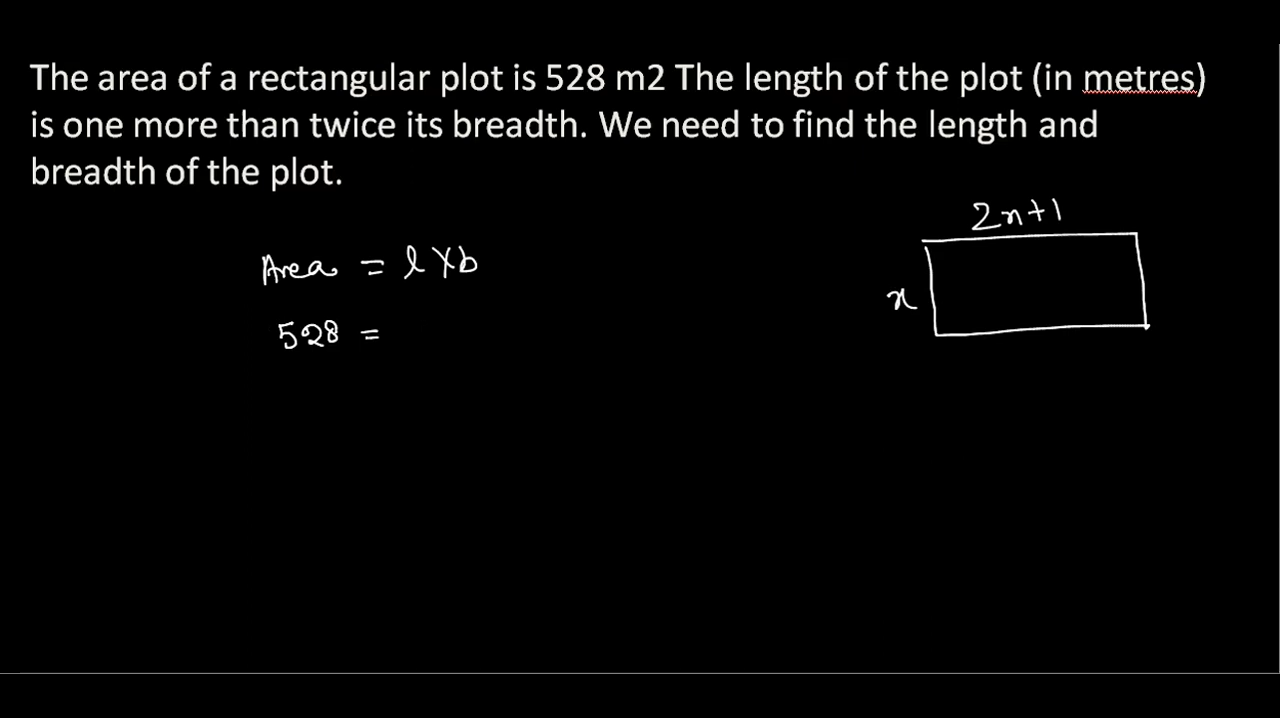 The area of a rectangular plot is 528 m2 The length of the plot (in metres)
is one more than twice its breadth. We need to find the length and
breadth of the plot.
2x+1
Area = l X b
x
528 =